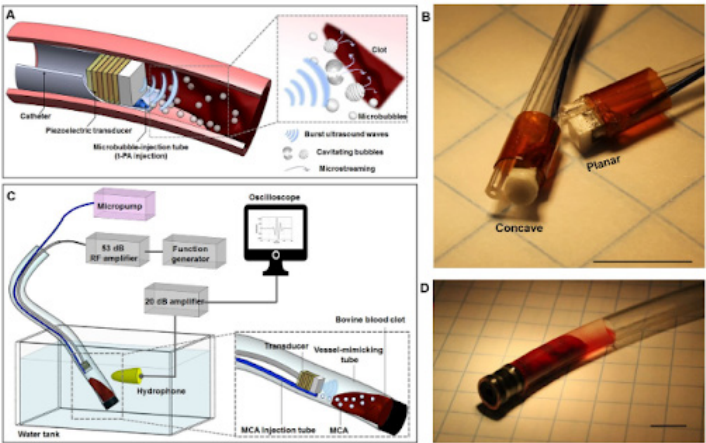 A
Clot
Microbubbles
Catheter
Piezoelectric transducer
Microbubble-injection tube
(t-PA injection)
Burst ultrasound waves
Cavitating bubbles
Microstreaming
B
Planar
Concave
C
Oscilloscope
Micropump
53 dB
RF amplifier
Function
generator
20 dB amplifier
Bovine blood clot
Transducer
Vessel-mimicking
tube
Hydrophone
MCA injection tube
MCA
Water tank
D